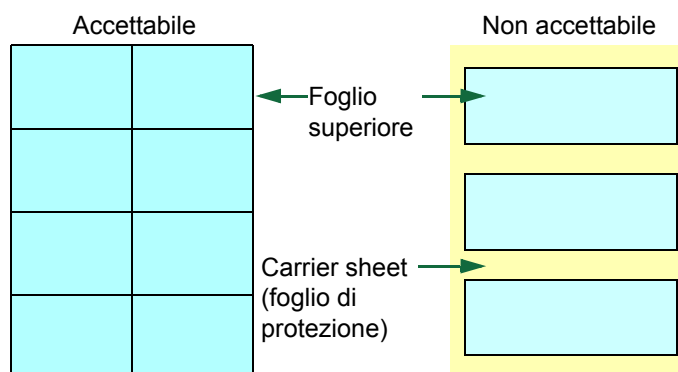 Accettabile
Non accettabile
Foglio
superiore
Carrier sheet
(foglio di
protezione)